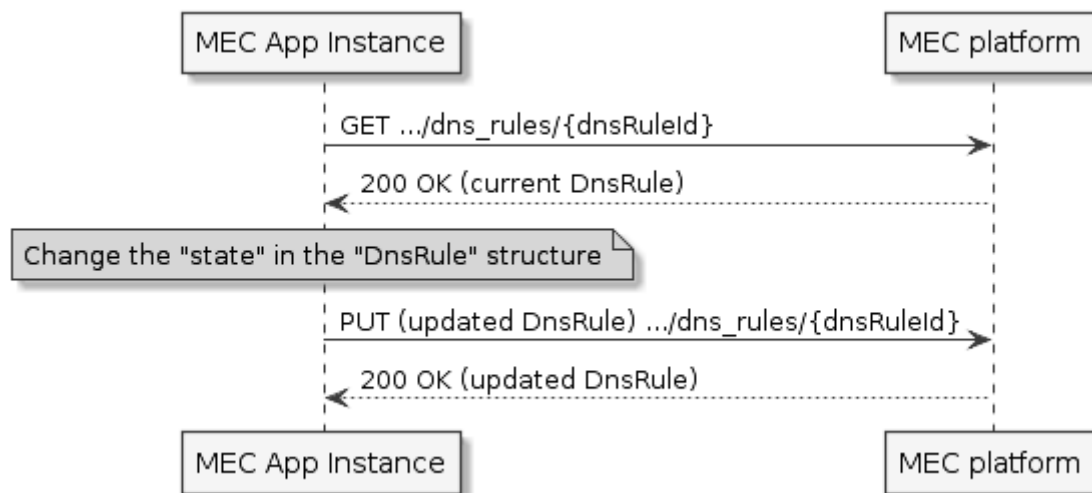 MEC App Instance
MEC platform
GET .../dns_rules/{dnsRuleId}
200 OK (current DnsRule)
Change the "state" in the "DnsRule" structure
PUT (updated DnsRule) .../dns_rules/{dnsRuleId}
200 OK (updated DnsRule)
MEC App Instance
MEC platform